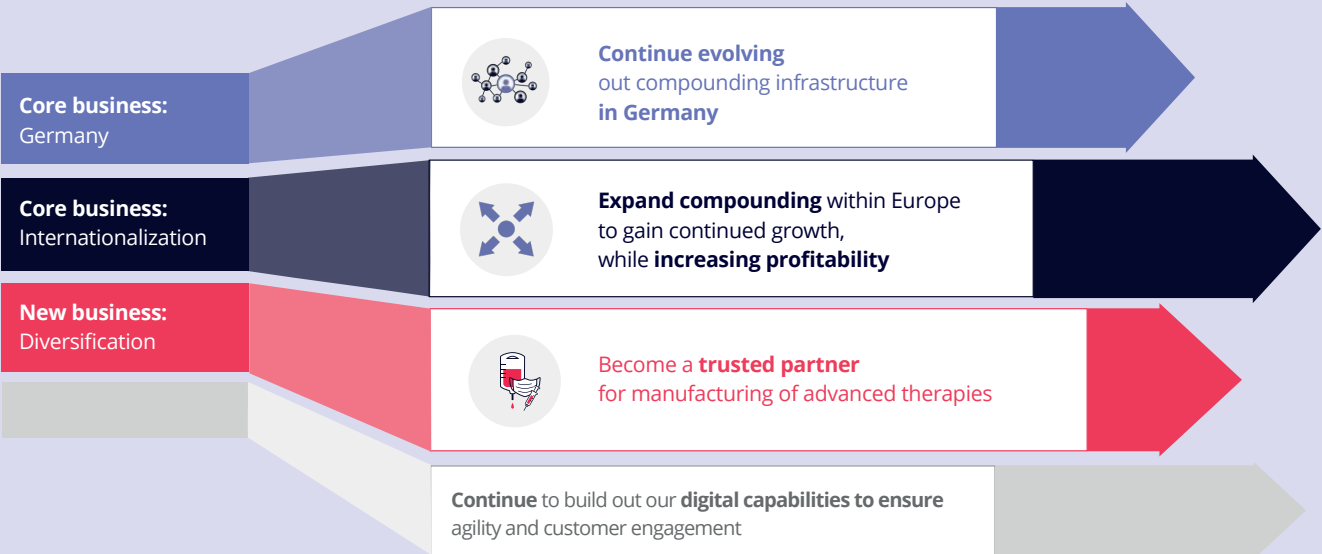 Core business:
Germany
Continue evolving
out compounding infrastructure
in Germany
Core business:
Internationalization
Expand compounding within Europe
to gain continued growth,
while increasing profitability
New business:
Diversification
Become a trusted partner
for manufacturing of advanced therapies
Continue to build out our digital capabilities to ensure
agility and customer engagement